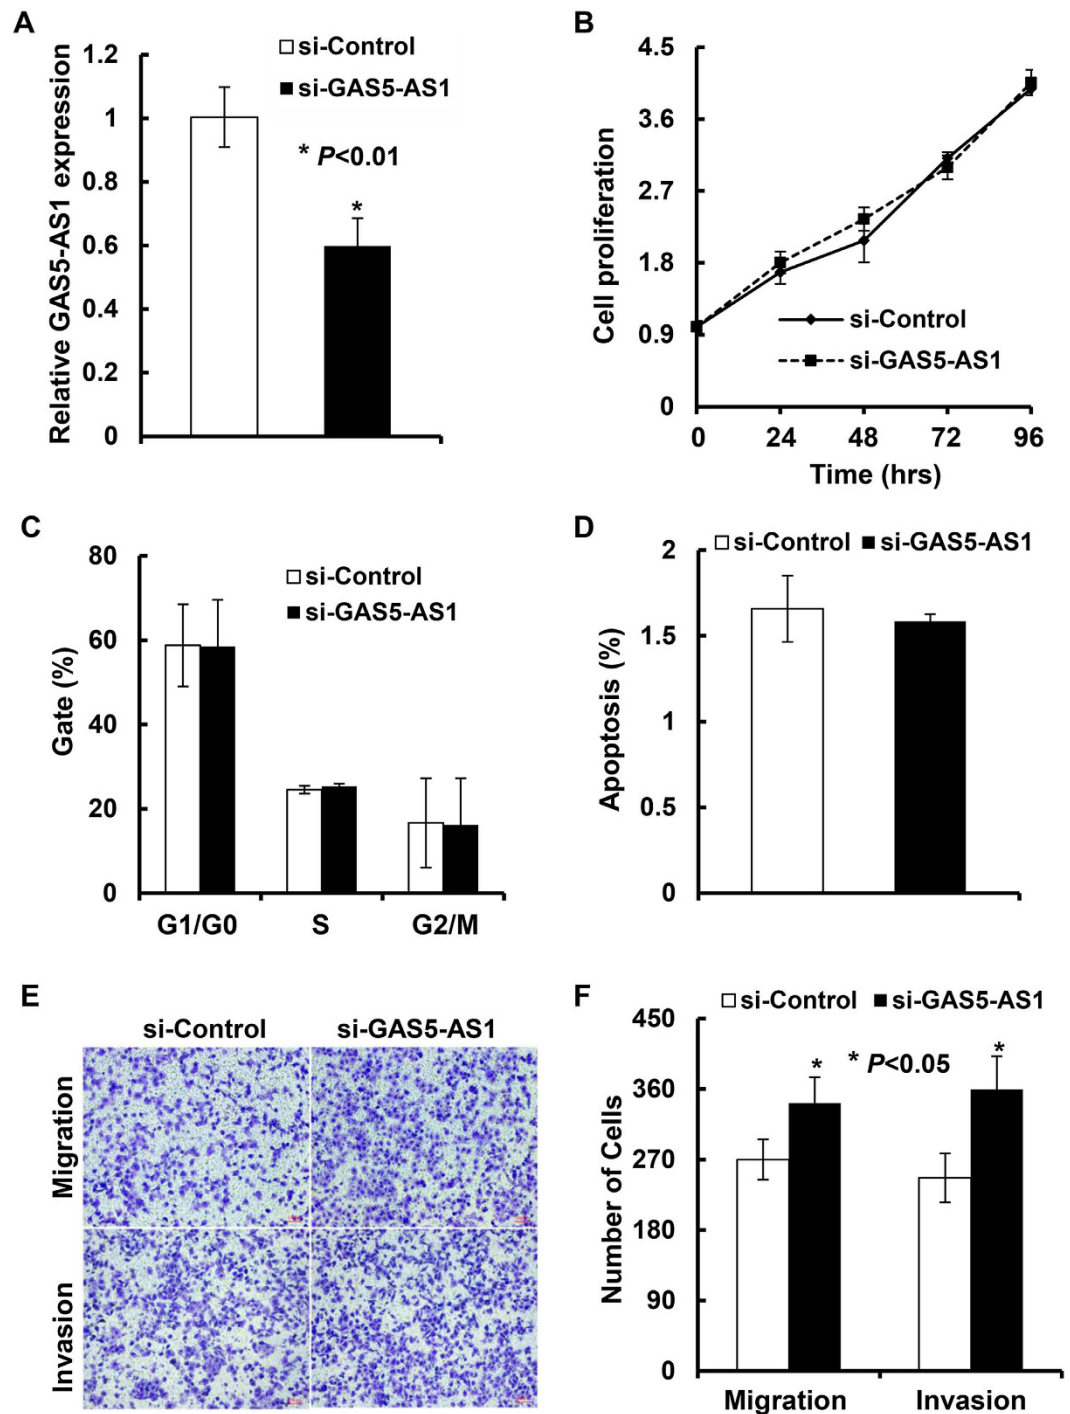 A
si-Control
si-GAS5-AS1
* P<0.01
*
Relative GAS5-AS1 expression
1.2
1
0.8
0.6
0.4
0.2
0
B
Cell proliferation
4.5
3.6
2.7
1.8
0.9
0
si-Control
si-GAS5-AS1
0 24 48 72 96
Time (hrs)
C
Gate (%)
80
60
40
20
0
si-Control
si-GAS5-AS1
G1/G0 S G2/M
D
si-Control si-GAS5-AS1
Apoptosis (%)
2
1.5
1
0.5
0
E
si-Control si-GAS5-AS1
Migration
Invasion
F
si-Control si-GAS5-AS1
* * P<0.05 *
Number of Cells
450
360
270
180
90
0
Migration Invasion